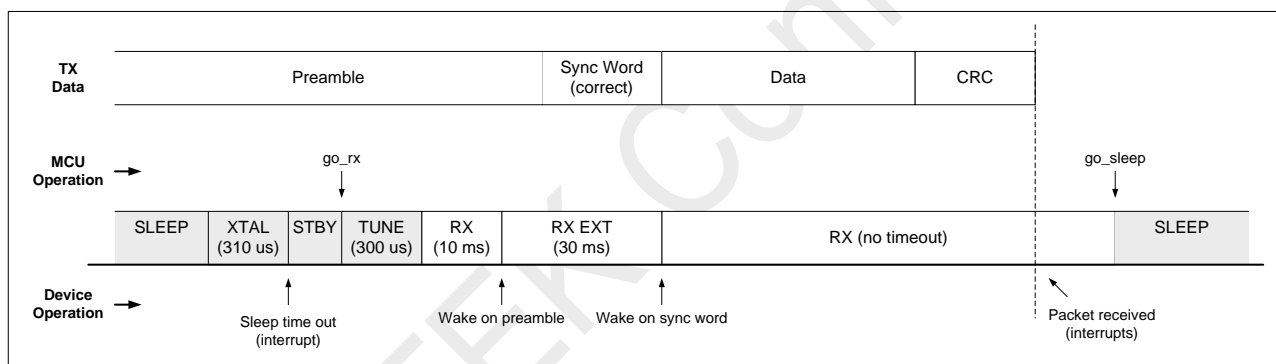 TX
Data
Preamble
Sync Word
(correct)
Data
CRC
MCU
Operation
go_rx
go_sleep
SLEEP
XTAL
(310 us)
STBY
TUNE
(300 us)
RX
(10 ms)
RX EXT
(30 ms)
RX (no timeout)
SLEEP
Device
Operation
Sleep time out
(interrupt)
Wake on preamble
Wake on sync word
Packet received
(interrupts)